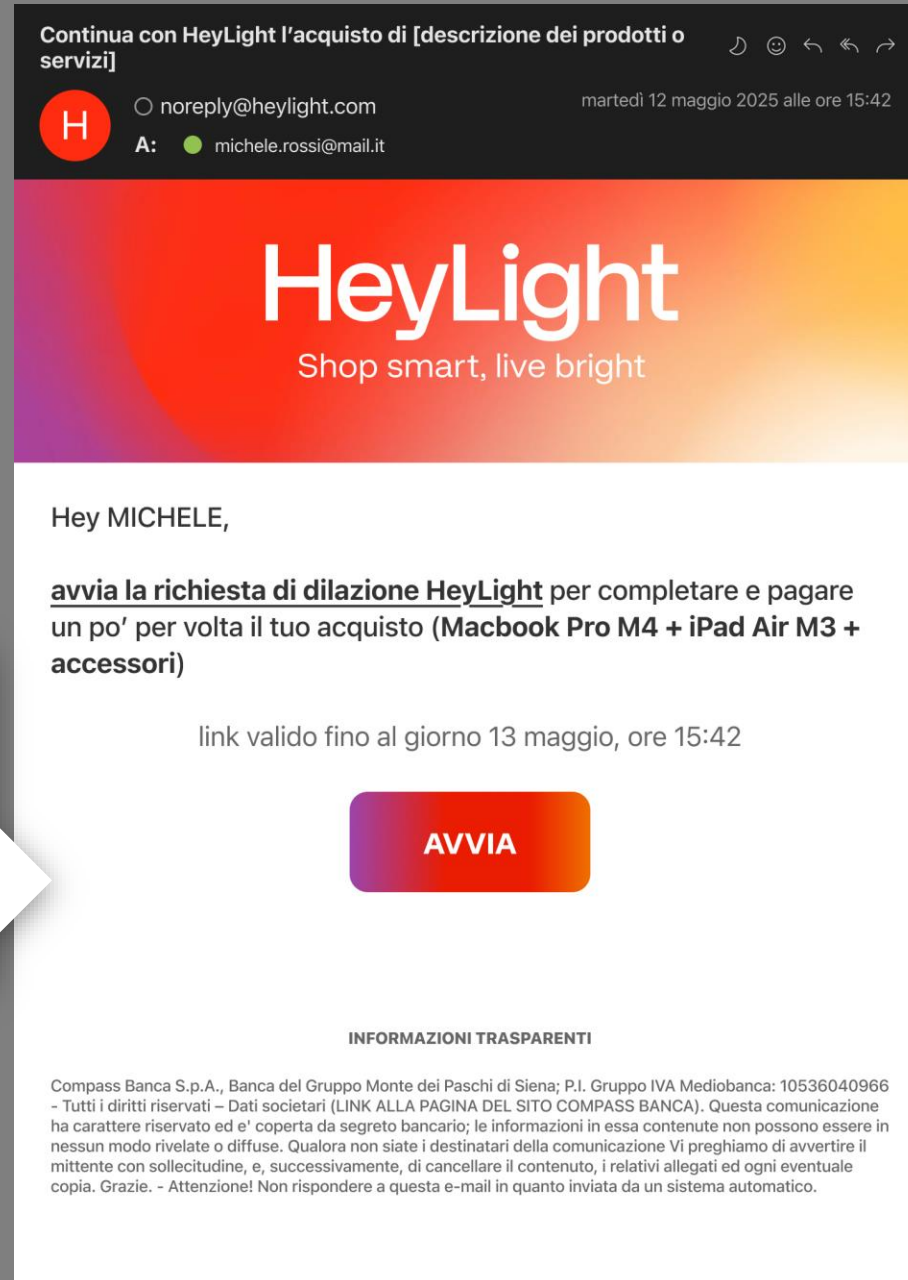 Continua con HeyLight l’acquisto di [descrizione dei prodotti o
servizi]
H
noreply@heylight.com
martedì 12 maggio 2025 alle ore 15:42
A: michele.rossi@mail.it
HeyLight
Shop smart, live bright
Hey MICHELE,
avvia la richiesta di dilazione HeyLight per completare e pagare
un po’ per volta il tuo acquisto (Macbook Pro M4 + iPad Air M3 +
accessori)
link valido fino al giorno 13 maggio, ore 15:42
AVVIA
INFORMAZIONI TRASPARENTI
Compass Banca S.p.A., Banca del Gruppo Monte dei Paschi di Siena; P.I. Gruppo IVA Mediobanca: 10536040966
- Tutti i diritti riservati – Dati societari (LINK ALLA PAGINA DEL SITO COMPASS BANCA). Questa comunicazione
ha carattere riservato ed e' coperta da segreto bancario; le informazioni in essa contenute non possono essere in
nessun modo rivelate o diffuse. Qualora non siate i destinatari della comunicazione Vi preghiamo di avvertire il
mittente con sollecitudine, e, successivamente, di cancellare il contenuto, i relativi allegati ed ogni eventuale
copia. Grazie. - Attenzione! Non rispondere a questa e-mail in quanto inviata da un sistema automatico.